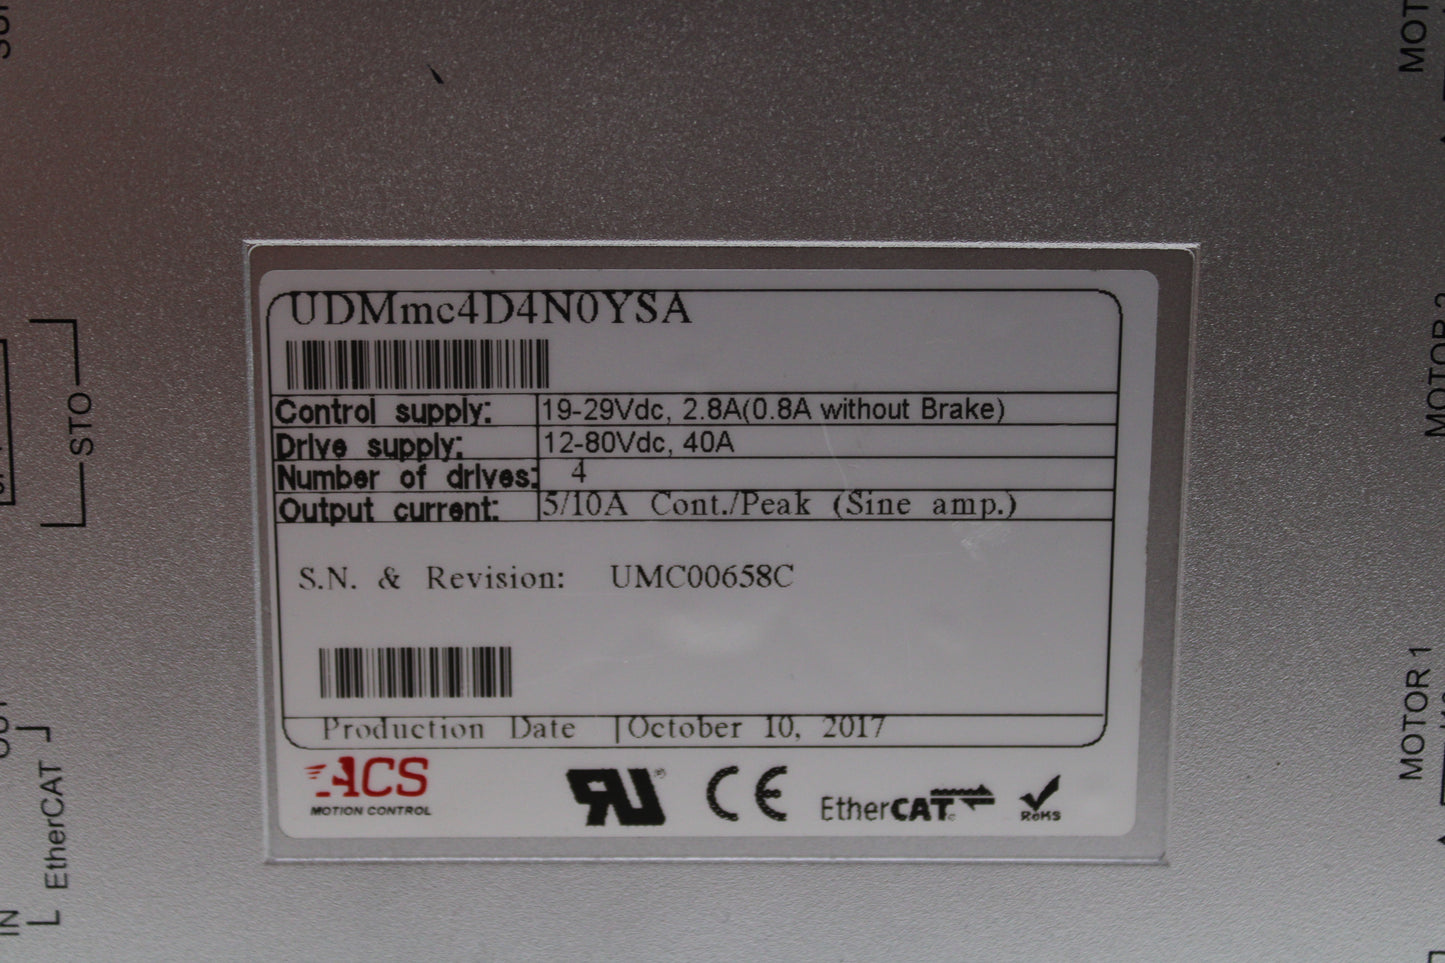 UDMmc4D4N0YSA
Control supply: 19-29Vdc, 2.8A(0.8A without Brake)
Drive supply: 12-80Vdc, 40A
Number of drives: 4
Output current: 5/10A Cont./Peak (Sine amp.)
S.N. & Revision: UMC00658C
Production Date October 10, 2017
ACS
MOTION CONTROL
CE
EtherCAT
RoHS
STO
EtherCAT
IN
MOTOR 2
MOTOR 1